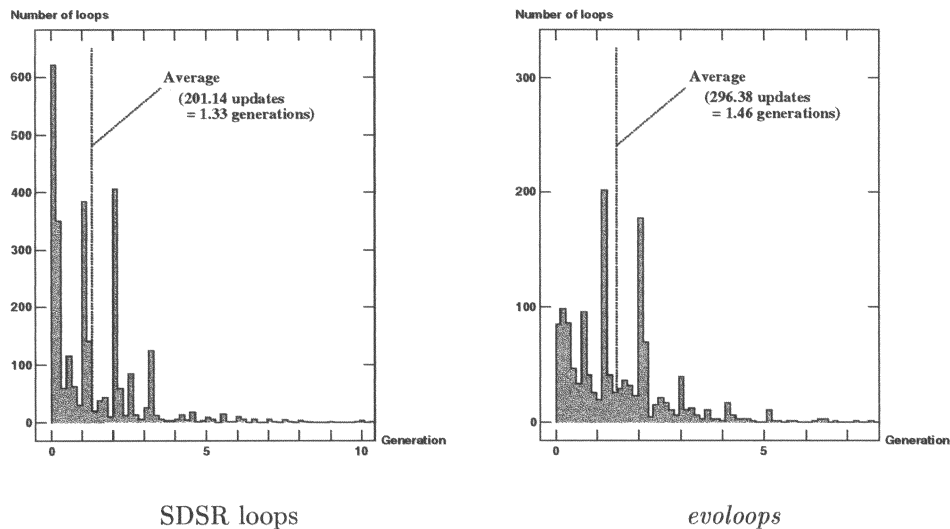 Number of loops
600
500
400
300
200
100
0
Average
(201.14 updates
= 1.33 generations)
Generation
0
5
10
SDSR loops
Number of loops
300
200
100
0
Average
(296.38 updates
= 1.46 generations)
Generation
0
5
evoloops